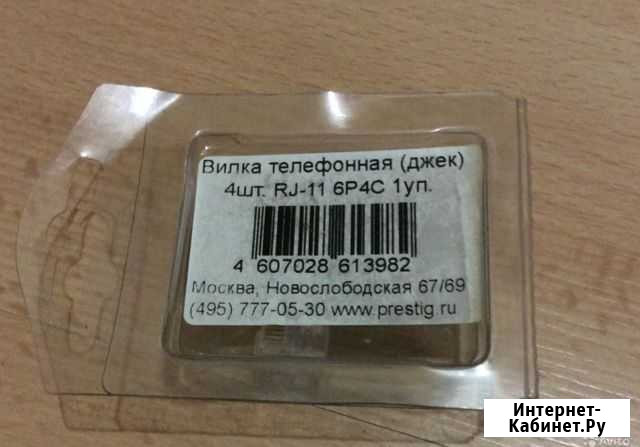 Вилка телефонная (джек)
4шт. RJ-11 6P4C 1уп.
4 607028 613982
Москва, Новослободская 67/69
(495) 777-05-30 www.prestig.ru
Интернет-
Кабинет.Ру
Avito